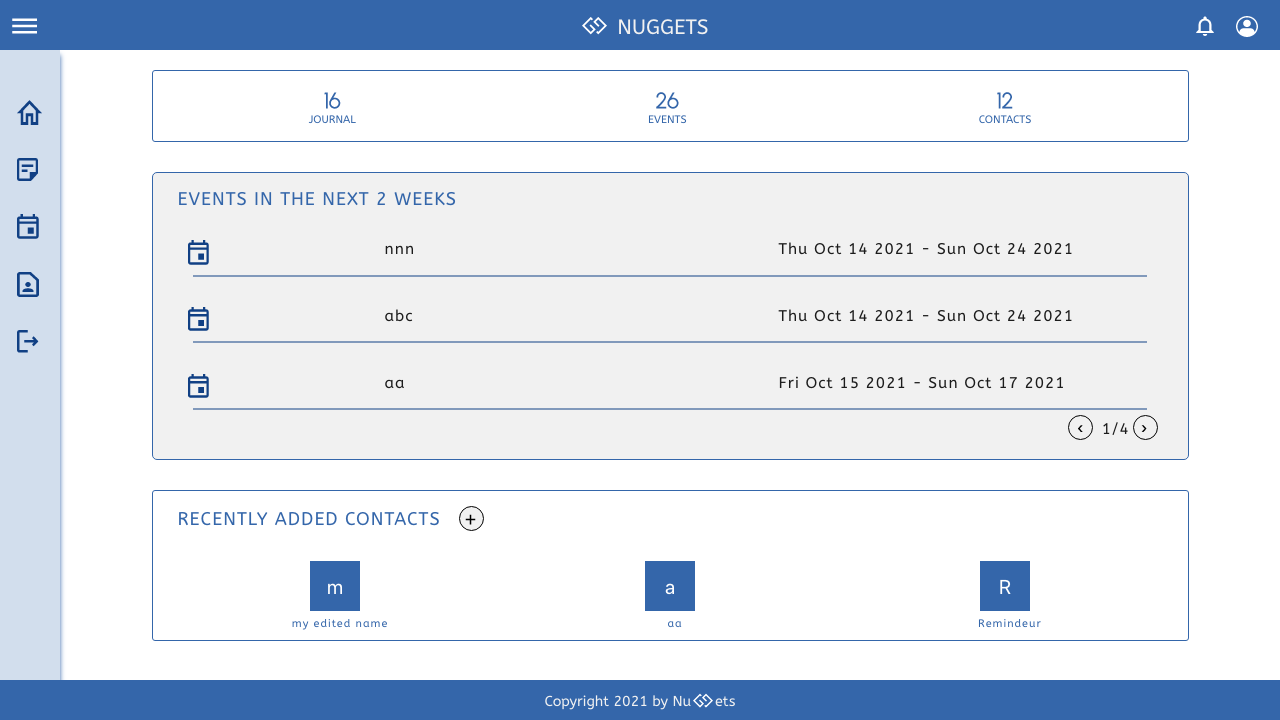 NUGGETS
16
JOURNAL
26
EVENTS
12
CONTACTS
EVENTS IN THE NEXT 2 WEEKS
nnn
Thu Oct 14 2021 - Sun Oct 24 2021
abc
Thu Oct 14 2021 - Sun Oct 24 2021
aa
Fri Oct 15 2021 - Sun Oct 17 2021
‹ 1/4 ›
RECENTLY ADDED CONTACTS +
m
my edited name
a
aa
R
Remindeur
Copyright 2021 by Nu ets